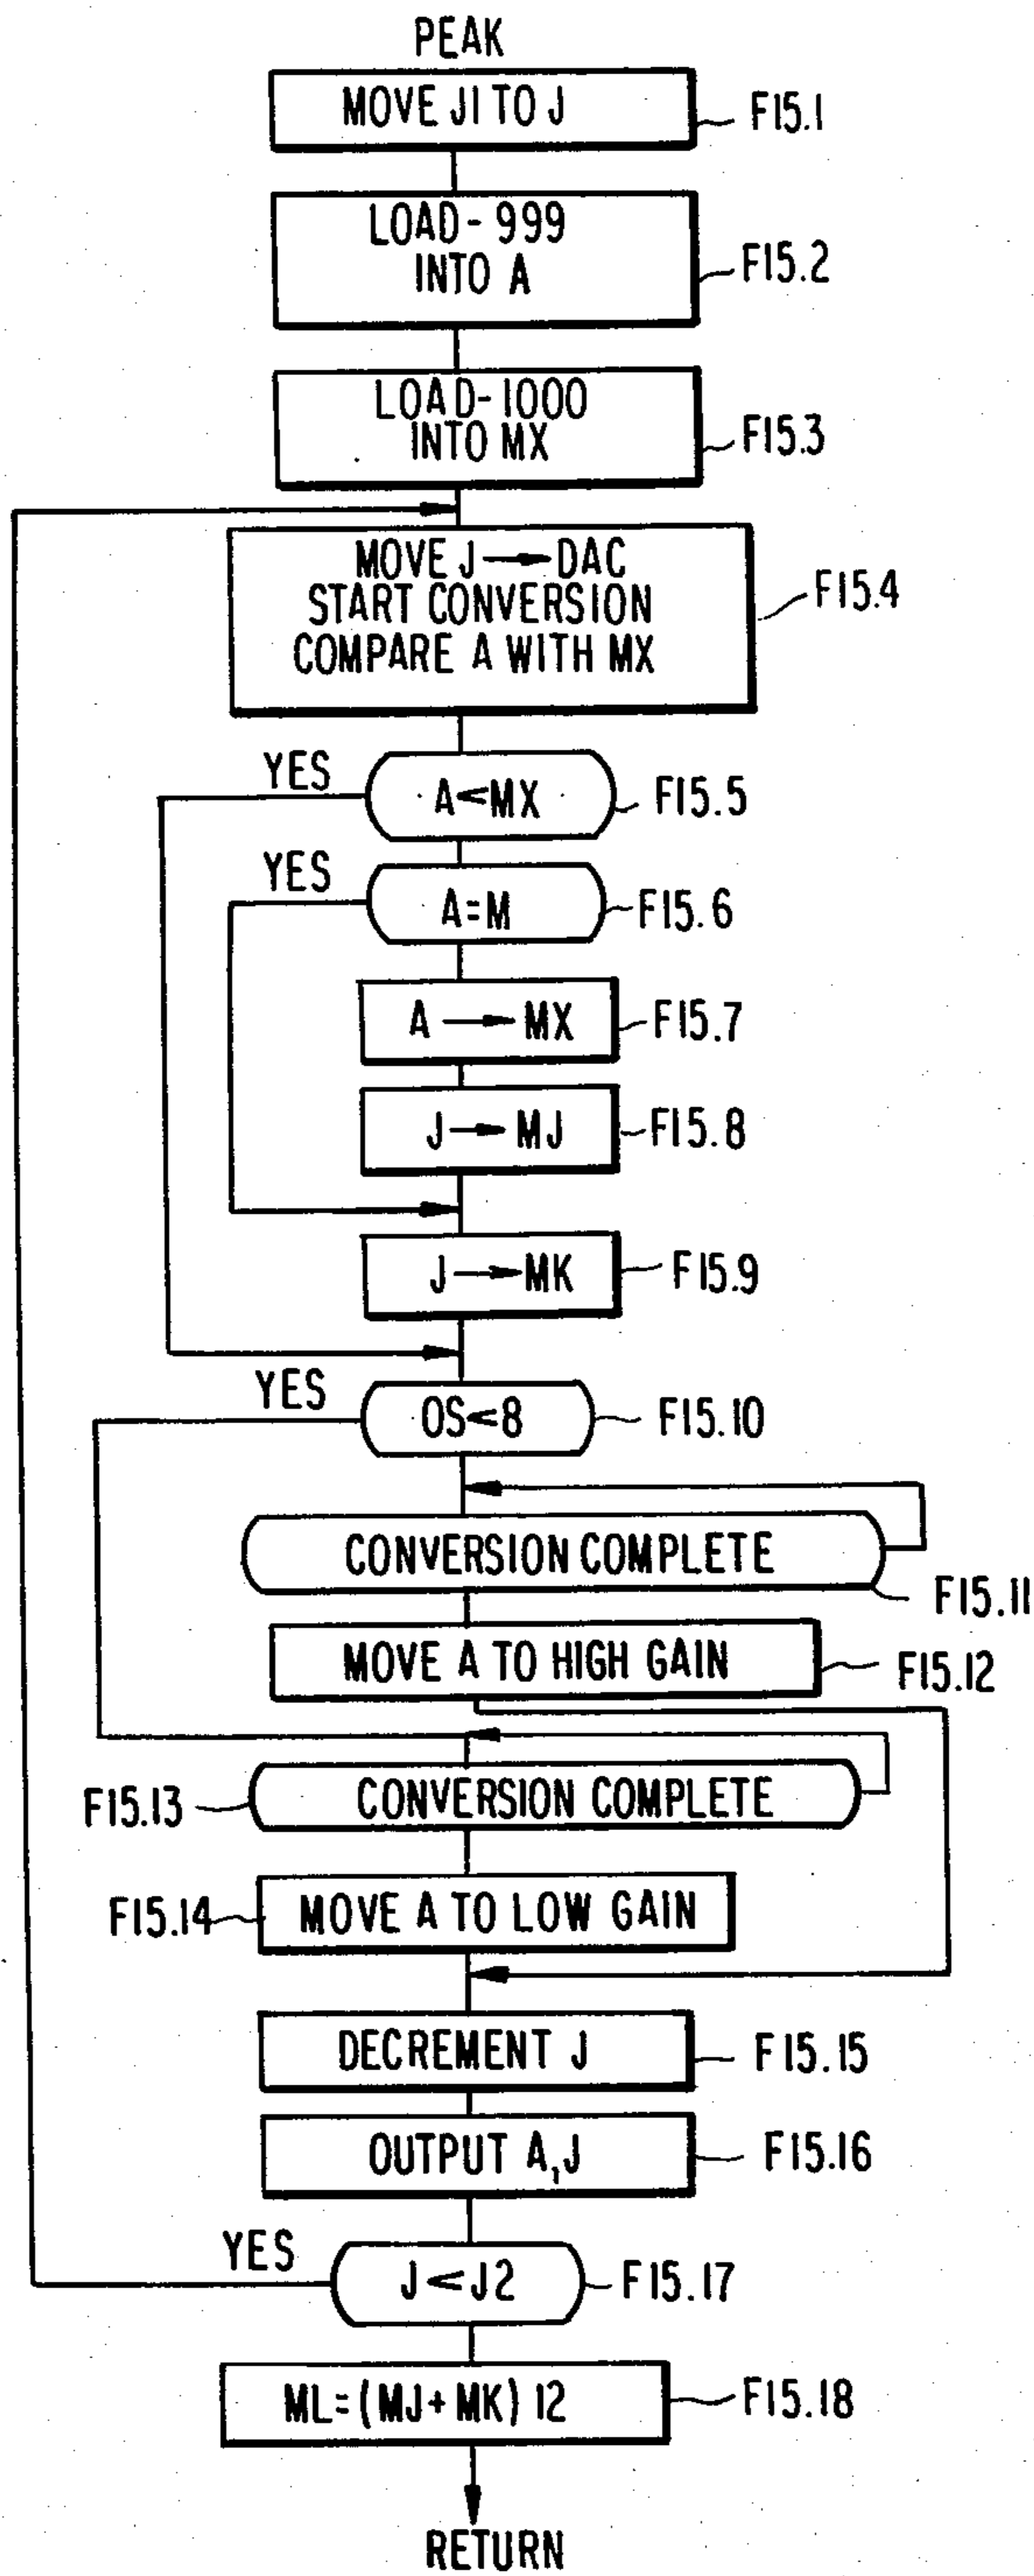 PEAK
MOVE J1 TO J
F15.1
LOAD - 999
INTO A
F15.2
LOAD - 1000
INTO MX
F15.3
MOVE J → DAC
START CONVERSION
COMPARE A WITH MX
F15.4
YES
A<MX
F15.5
YES
A=M
F15.6
A → MX
F15.7
J → MJ
F15.8
J → MK
F15.9
YES
OS<8
F15.10
CONVERSION COMPLETE
F15.11
MOVE A TO HIGH GAIN
F15.12
F15.13
CONVERSION COMPLETE
F15.14
MOVE A TO LOW GAIN
DECREMENT J
F15.15
OUTPUT A,J
F15.16
YES
J<J2
F15.17
ML=(MJ+MK) 12
F15.18
RETURN